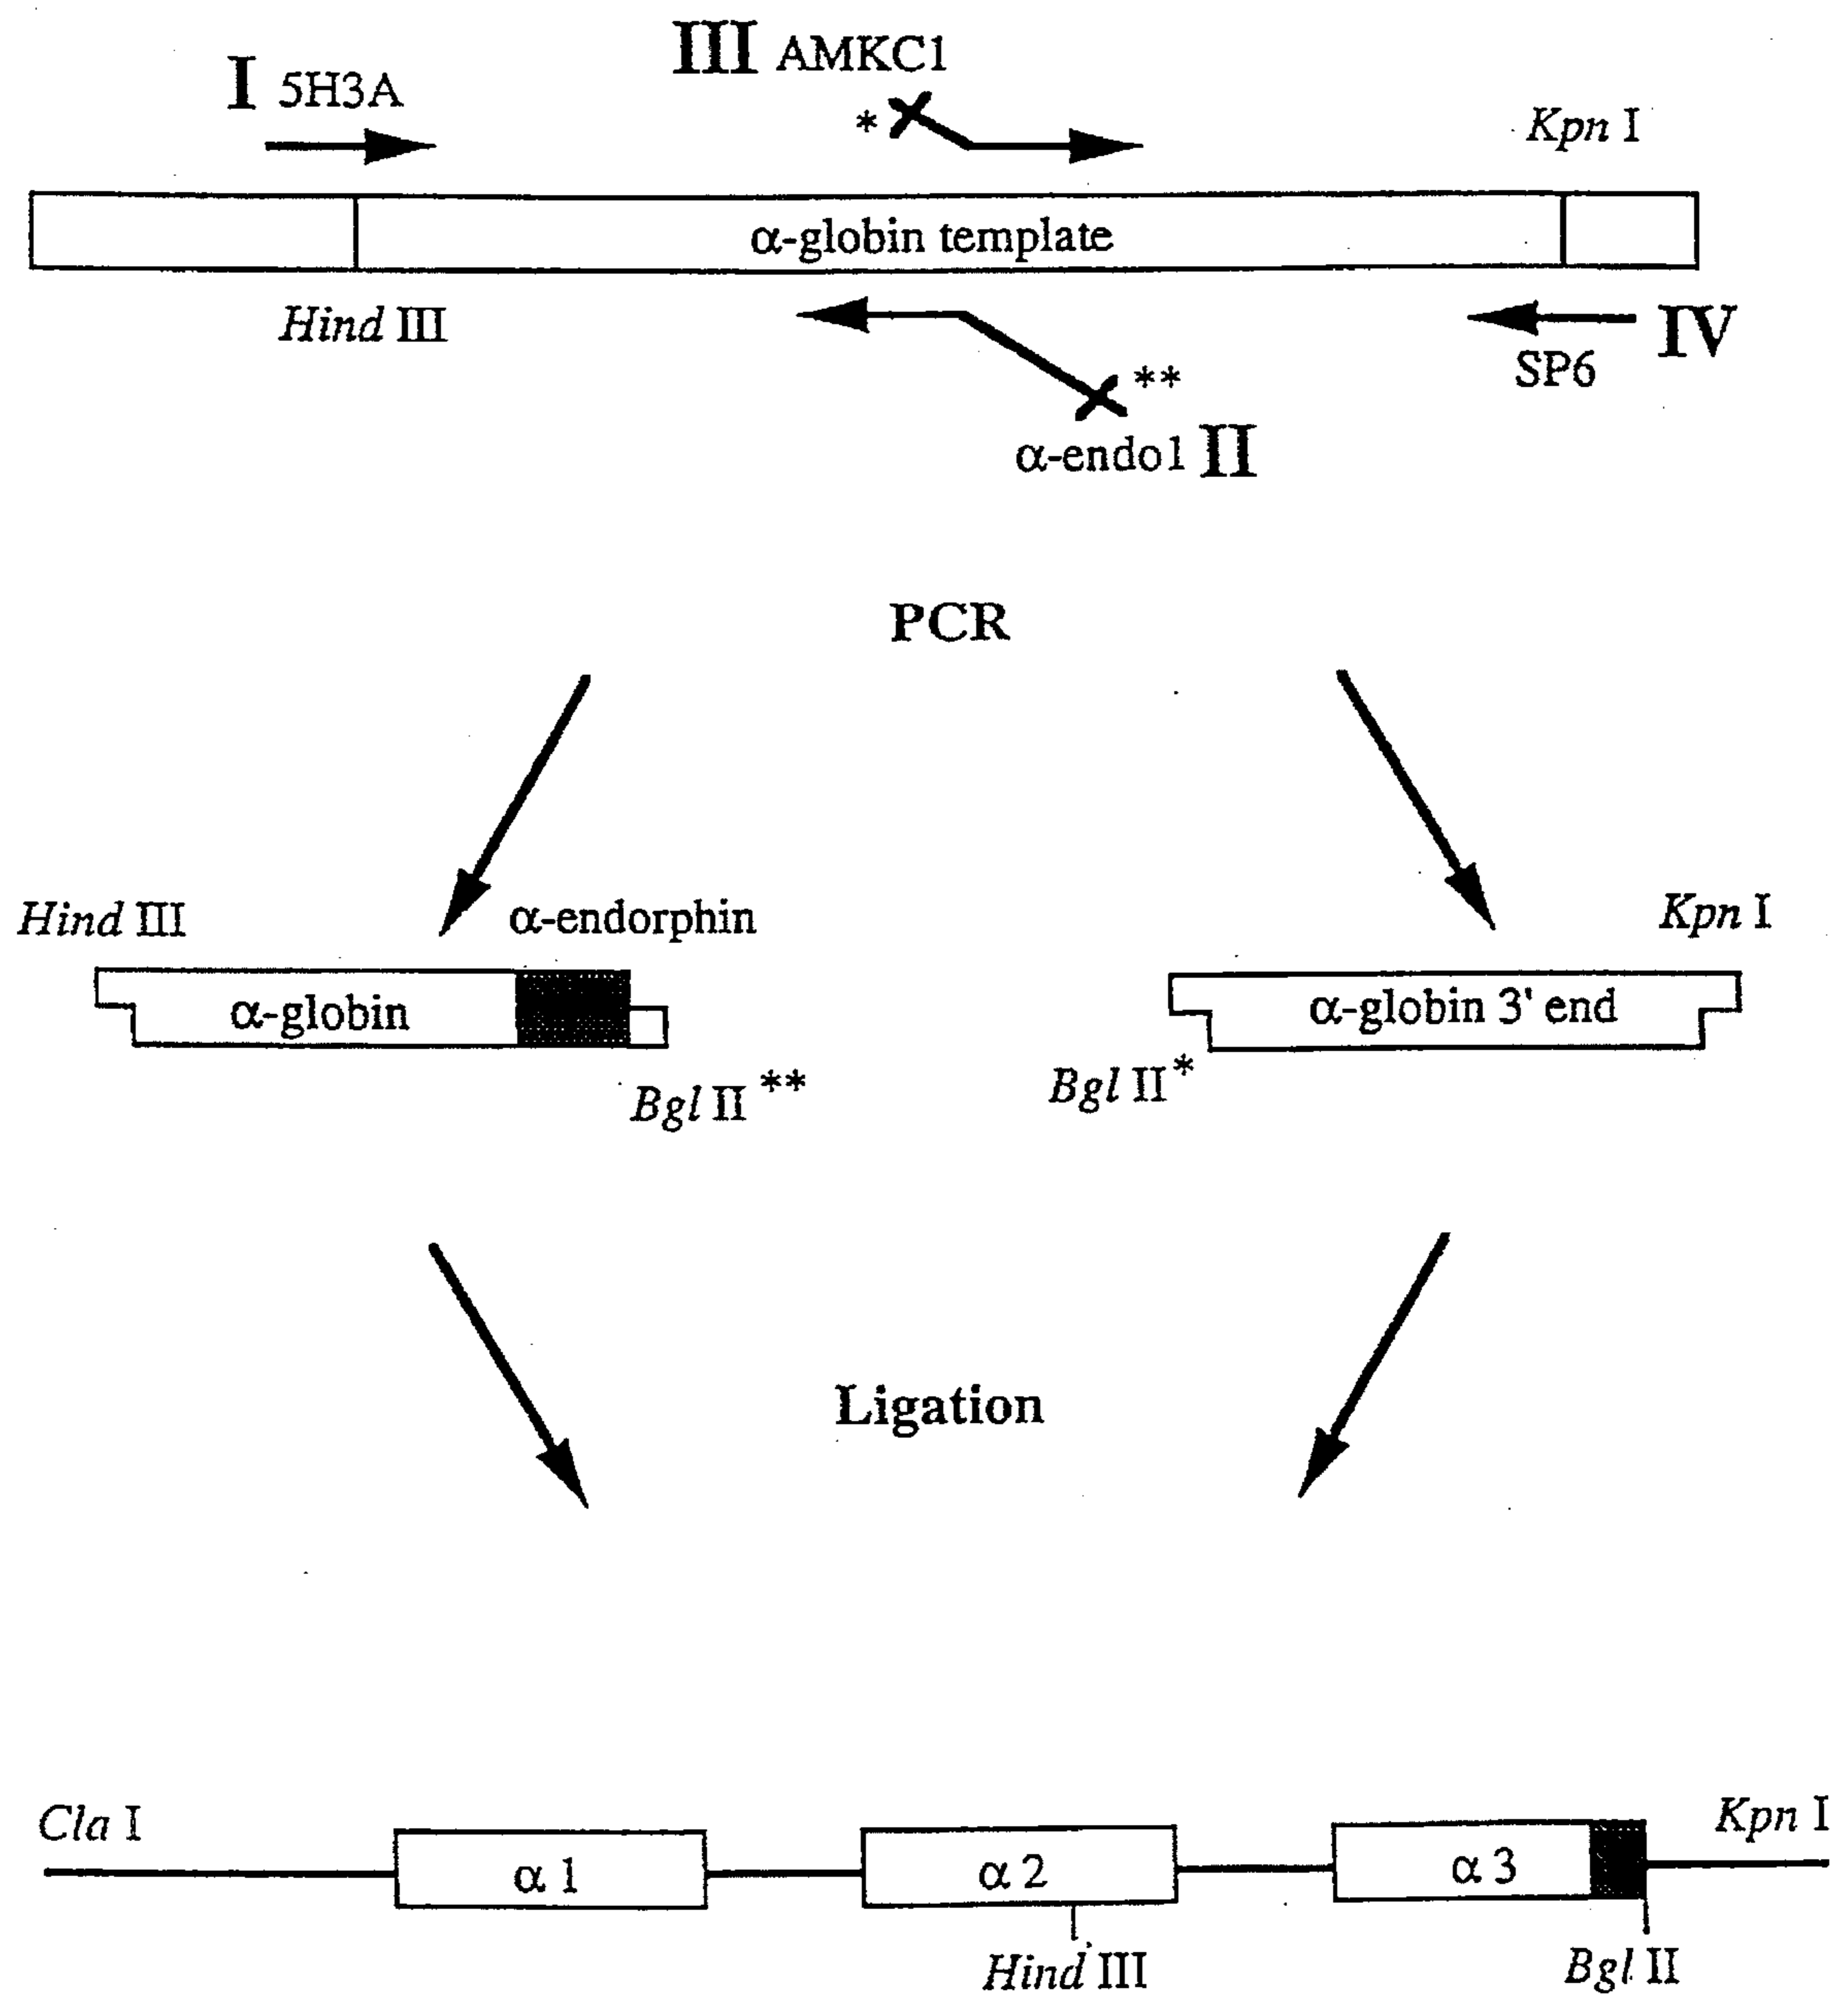 I 5H3A
III AMKC1
*
Kpn I
α-globin template
Hind III
SP6
IV
**
α-endo1 II
PCR
Hind III
α-endorphin
Kpn I
α-globin
α-globin 3' end
Bgl II **
Bgl II *
Ligation
Cla I
Kpn I
α 1
α 2
α 3
Hind III
Bgl II